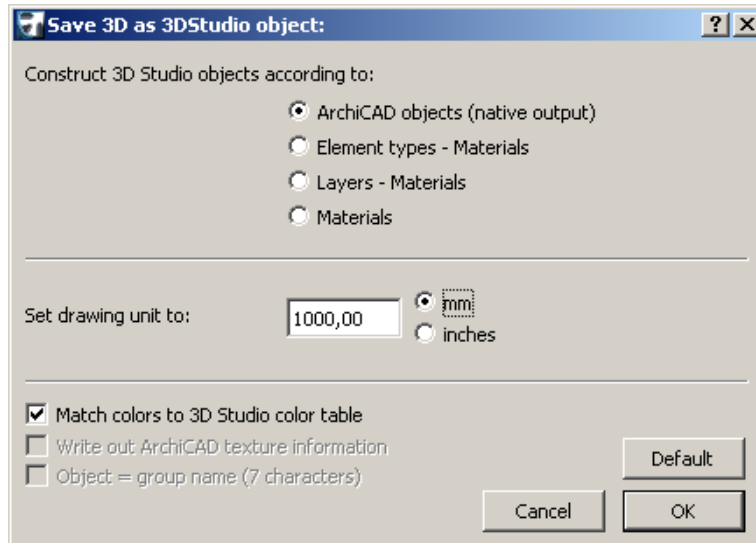 Save 3D as 3DStudio object:
Construct 3D Studio objects according to:
ArchiCAD objects (native output)
Element types - Materials
Layers - Materials
Materials
Set drawing unit to:
1000,00
mm
inches
Match colors to 3D Studio color table
Write out ArchiCAD texture information
Object = group name (7 characters)
Default
Cancel
OK